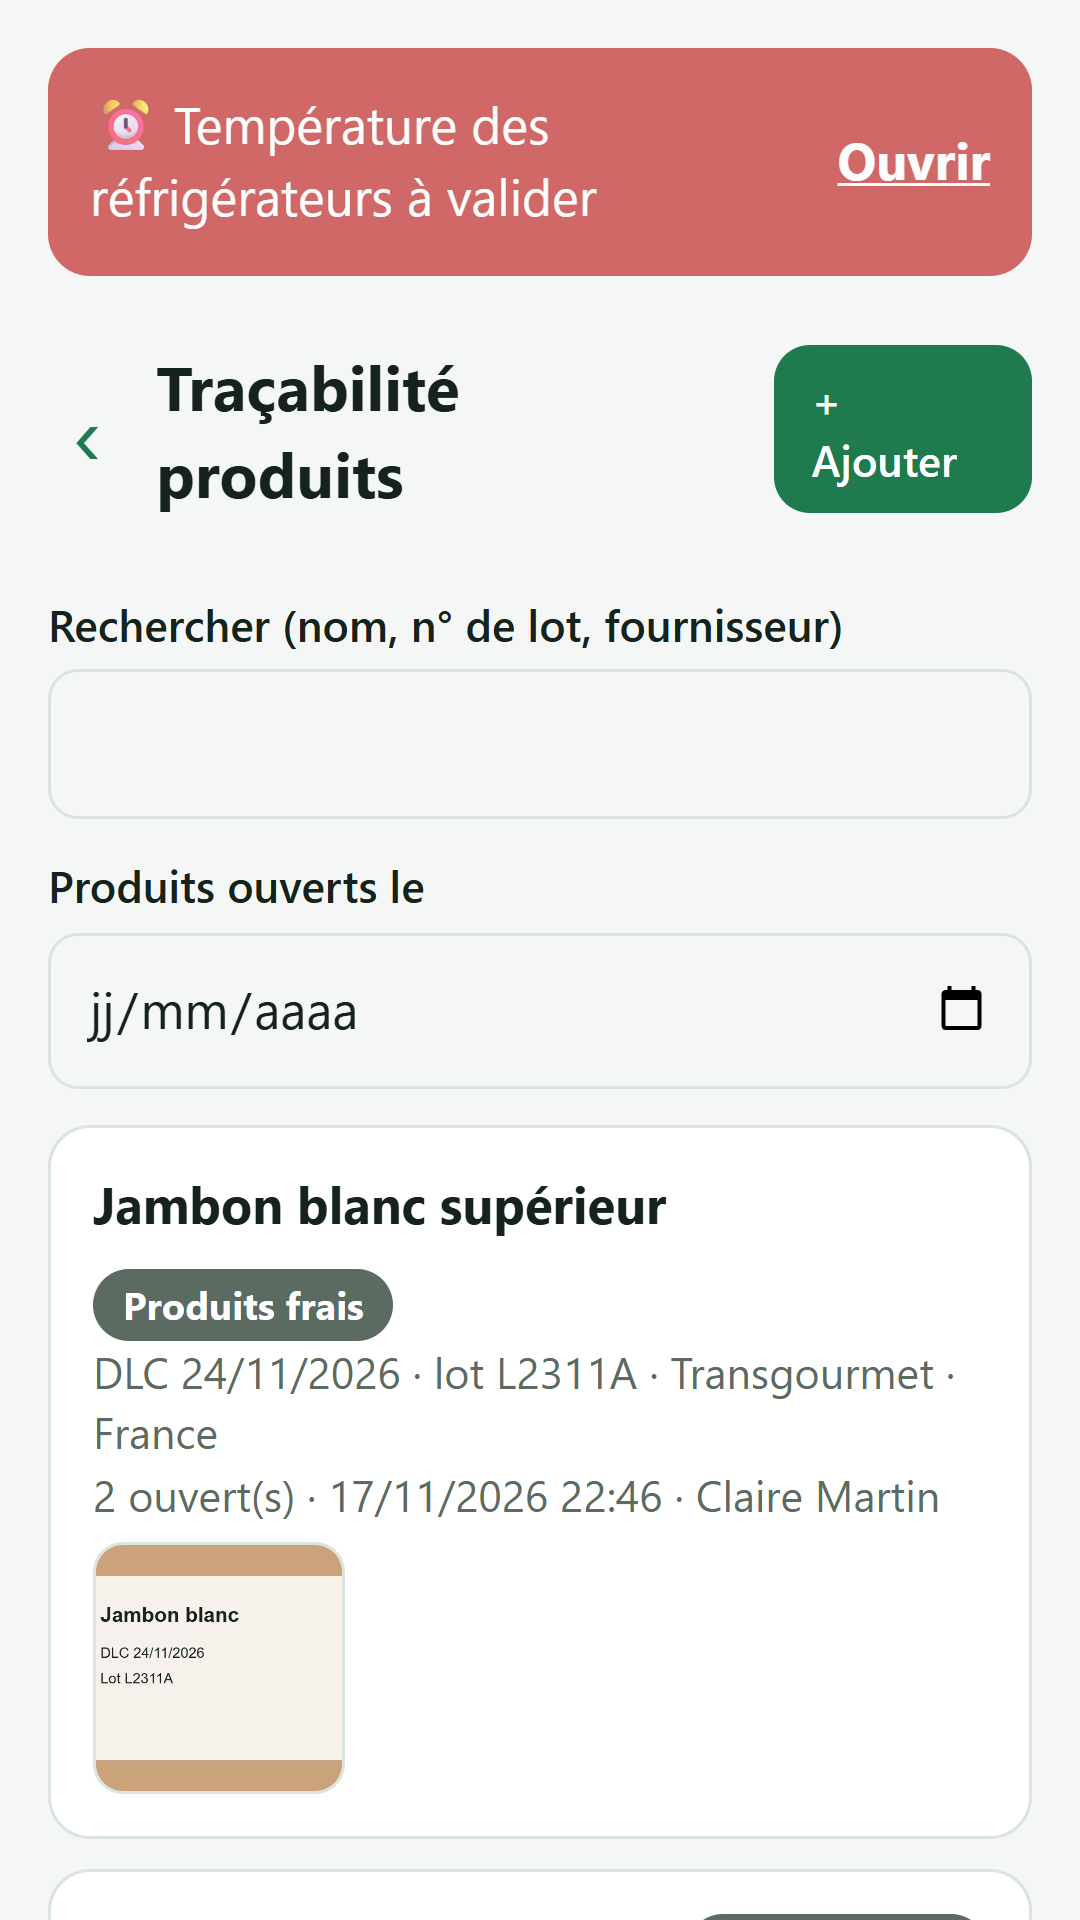 ⏰ Température des
réfrigérateurs à valider
Ouvrir
‹
Traçabilité
produits
+
Ajouter
Rechercher (nom, n° de lot, fournisseur)
Produits ouverts le
jj/mm/aaaa
Jambon blanc supérieur
Produits frais
DLC 24/11/2026 · lot L2311A · Transgourmet ·
France
2 ouvert(s) · 17/11/2026 22:46 · Claire Martin
Jambon blanc
DLC 24/11/2026
Lot L2311A